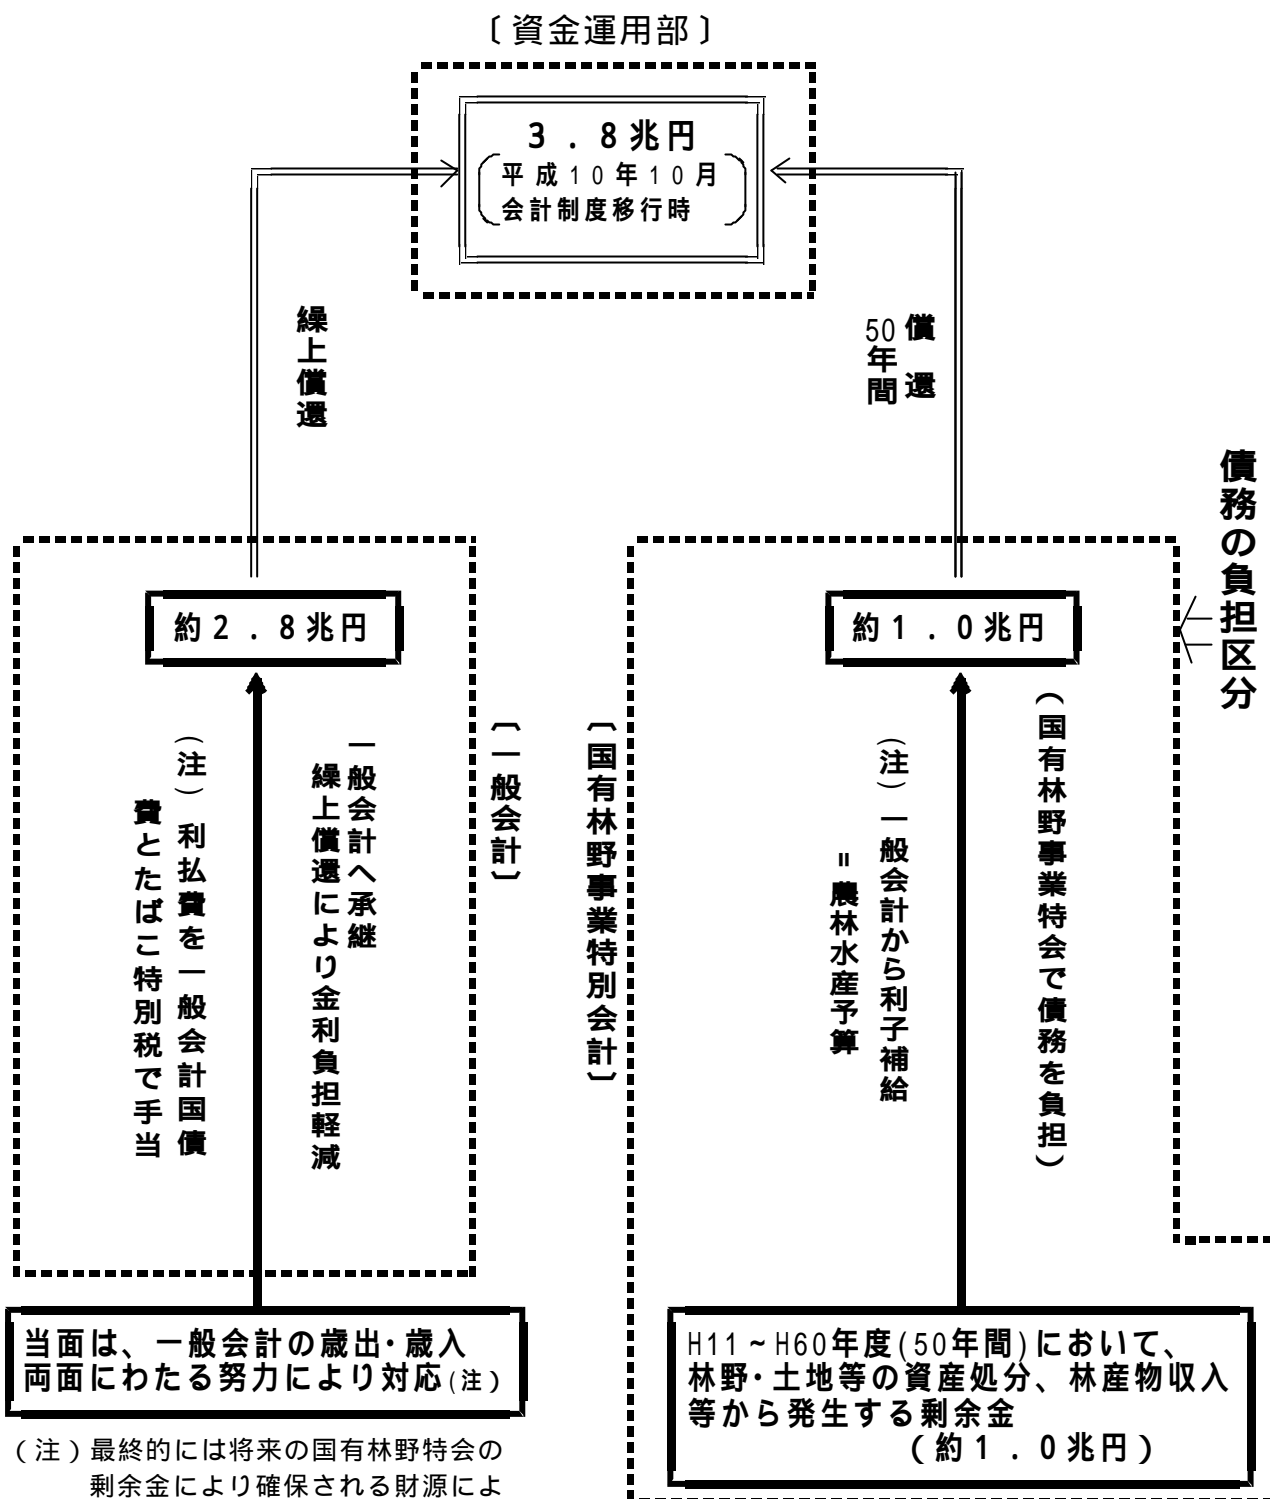 〔資金運用部〕
3.8兆円
平成10年10月
会計制度移行時
繰上償還
償還
50年間
債務の負担区分
約2.8兆円
約1.0兆円
〔一般会計〕
一般会計へ承継
繰上償還により金利負担軽減
(注)利払費を一般会計国債
費とたばこ特別税で手当
〔国有林野事業特別会計〕
(国有林野事業特会で債務を負担)
(注)一般会計から利子補給
=農林水産予算
当面は、一般会計の歳出・歳入
両面にわたる努力により対応(注)
(注)最終的には将来の国有林野特会の
剰余金により確保される財源によ
H11~H60年度(50年間)において、
林野・土地等の資産処分、林産物収入
等から発生する剰余金
(約1.0兆円)